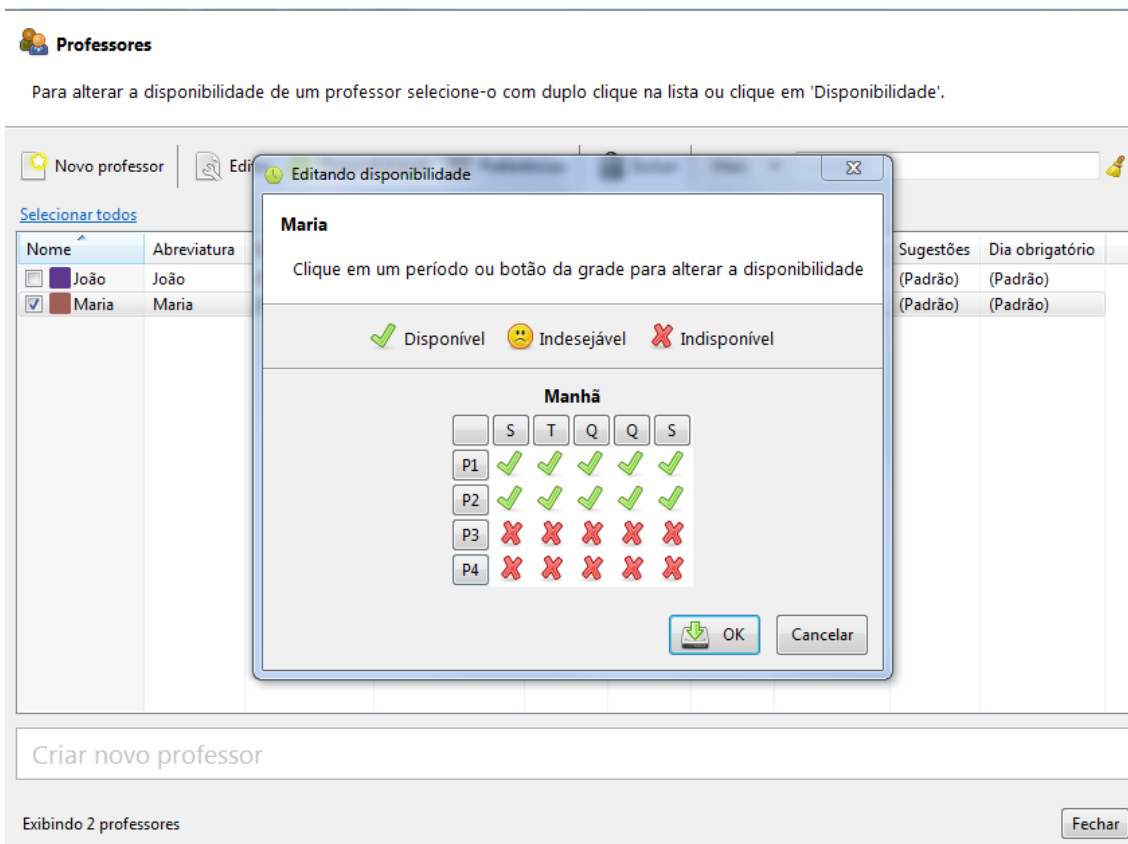 Professores
Para alterar a disponibilidade de um professor selecione-o com duplo clique na lista ou clique em 'Disponibilidade'.
Novo professor
Editando disponibilidade
Selecionar todos
Maria
Clique em um período ou botão da grade para alterar a disponibilidade
Nome Abreviatura Sugestões Dia obrigatório
João João (Padrão) (Padrão)
Maria Maria (Padrão) (Padrão)
Disponível Indesejável Indisponível
Manhã
S T Q Q S
P1
P2
P3
P4
OK Cancelar
Criar novo professor
Exibindo 2 professores Fechar